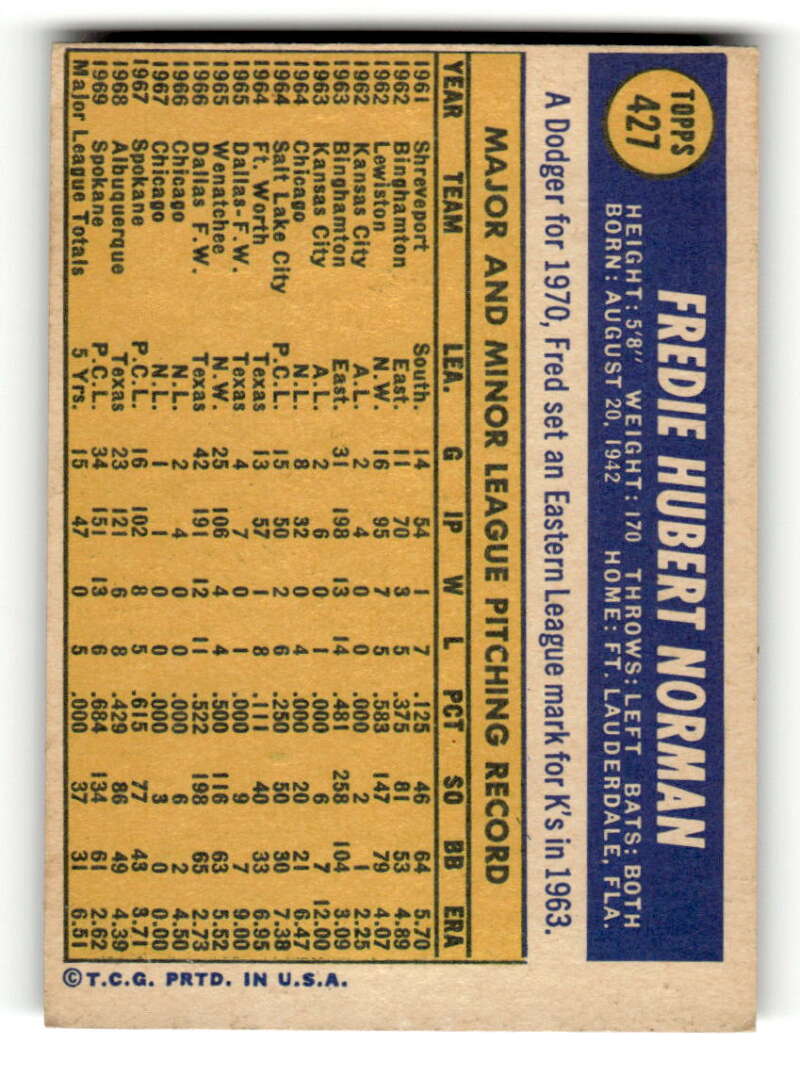 TOPPS
427
FREDIE HUBERT NORMAN
HEIGHT: 5'8" WEIGHT: 170 THROWS: LEFT BATS: BOTH
BORN: AUGUST 20, 1942 HOME: FT. LAUDERDALE, FLA.
A Dodger for 1970, Fred set an Eastern League mark for K's in 1963.
MAJOR AND MINOR LEAGUE PITCHING RECORD
YEAR TEAM LEA. G IP W L PCT SO BB ERA
1961 Shreveport South. 14 54 1 7 .125 46 64 5.70
1962 Binghamton East. 11 70 3 5 .375 81 53 4.89
1962 Lewiston N.W. 16 95 7 5 .583 147 79 4.07
1962 Kansas City A.L. 2 4 0 0 .000 2 1 2.25
1963 Binghamton East. 31 198 13 14 .481 258 104 3.09
1963 Kansas City A.L. 2 6 0 1 .000 6 7 12.00
1964 Chicago N.L. 8 32 0 4 .000 20 21 6.47
1964 Salt Lake City P.C.L. 15 50 2 6 .250 50 30 7.38
1964 Ft. Worth Texas 13 57 1 8 .111 40 33 6.95
1965 Dallas-F.W. Texas 4 7 0 1 .000 9 7 9.00
1965 Wenatchee N.W. 25 106 4 4 .500 116 63 5.52
1966 Dallas F.W. Texas 42 191 12 11 .522 198 65 2.73
1966 Chicago N.L. 2 4 0 0 .000 6 2 4.50
1967 Chicago N.L. 1 1 0 0 .000 3 0 0.00
1967 Spokane P.C.L. 16 102 8 5 .615 77 43 3.71
1968 Albuquerque Texas 23 121 6 8 .429 86 49 4.39
1969 Spokane P.C.L. 34 151 13 6 .684 134 61 2.62
Major League Totals 5 Yrs. 15 47 0 5 .000 37 31 6.51
©T.C.G. PRTD. IN U.S.A.